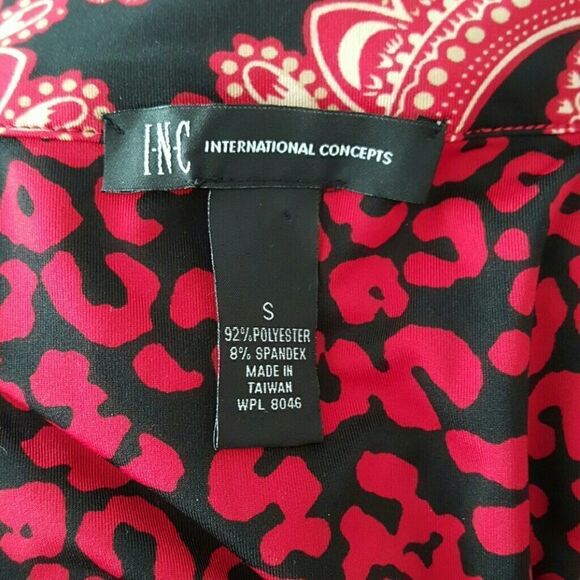 I·N·C INTERNATIONAL CONCEPTS
S
92% POLYESTER
8% SPANDEX
MADE IN
TAIWAN
WPL 8046